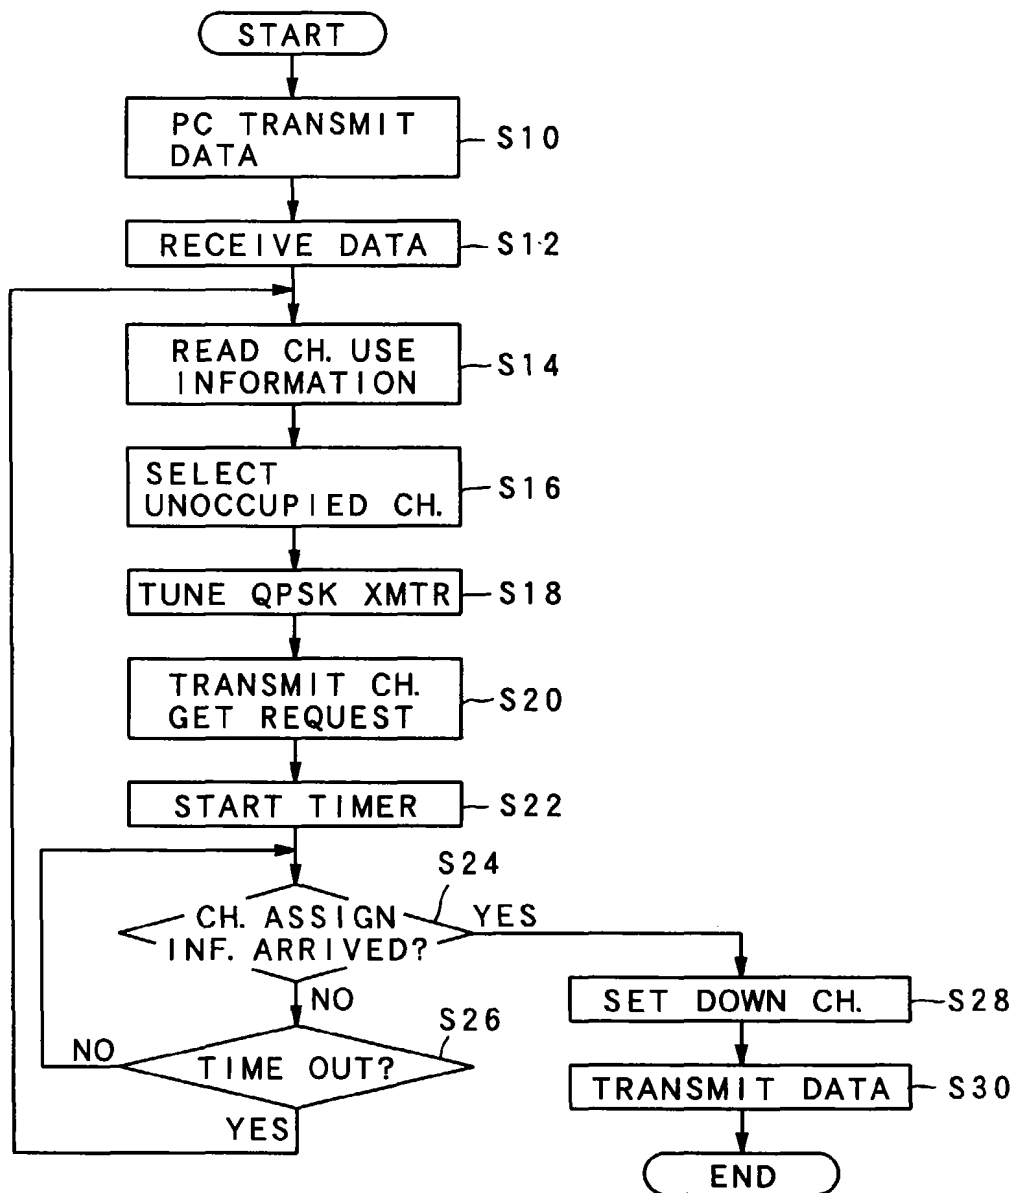 START
PC TRANSMIT
DATA
S10
RECEIVE DATA
S12
READ CH. USE
INFORMATION
S14
SELECT
UNOCCUPIED CH.
S16
TUNE QPSK XMTR
S18
TRANSMIT CH.
GET REQUEST
S20
START TIMER
S22
S24
CH. ASSIGN
INF. ARRIVED?
YES
NO
S26
TIME OUT?
NO
YES
SET DOWN CH.
S28
TRANSMIT DATA
S30
END